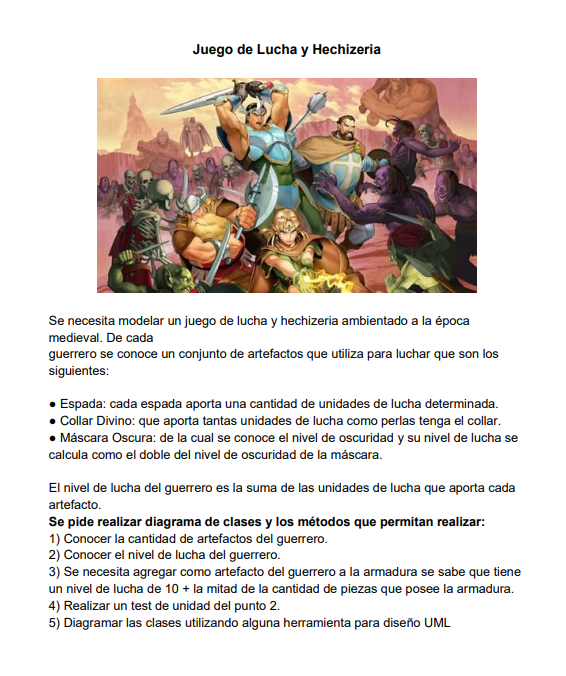 Juego de Lucha y Hechizeria
Se necesita modelar un juego de lucha y hechizeria ambientado a la época
medieval. De cada
guerrero se conoce un conjunto de artefactos que utiliza para luchar que son los
siguientes:
● Espada: cada espada aporta una cantidad de unidades de lucha determinada.
● Collar Divino: que aporta tantas unidades de lucha como perlas tenga el collar.
● Máscara Oscura: de la cual se conoce el nivel de oscuridad y su nivel de lucha se
calcula como el doble del nivel de oscuridad de la máscara.
El nivel de lucha del guerrero es la suma de las unidades de lucha que aporta cada
artefacto.
Se pide realizar diagrama de clases y los métodos que permitan realizar:
1) Conocer la cantidad de artefactos del guerrero.
2) Conocer el nivel de lucha del guerrero.
3) Se necesita agregar como artefacto del guerrero a la armadura se sabe que tiene
un nivel de lucha de 10 + la mitad de la cantidad de piezas que posee la armadura.
4) Realizar un test de unidad del punto 2.
5) Diagramar las clases utilizando alguna herramienta para diseño UML